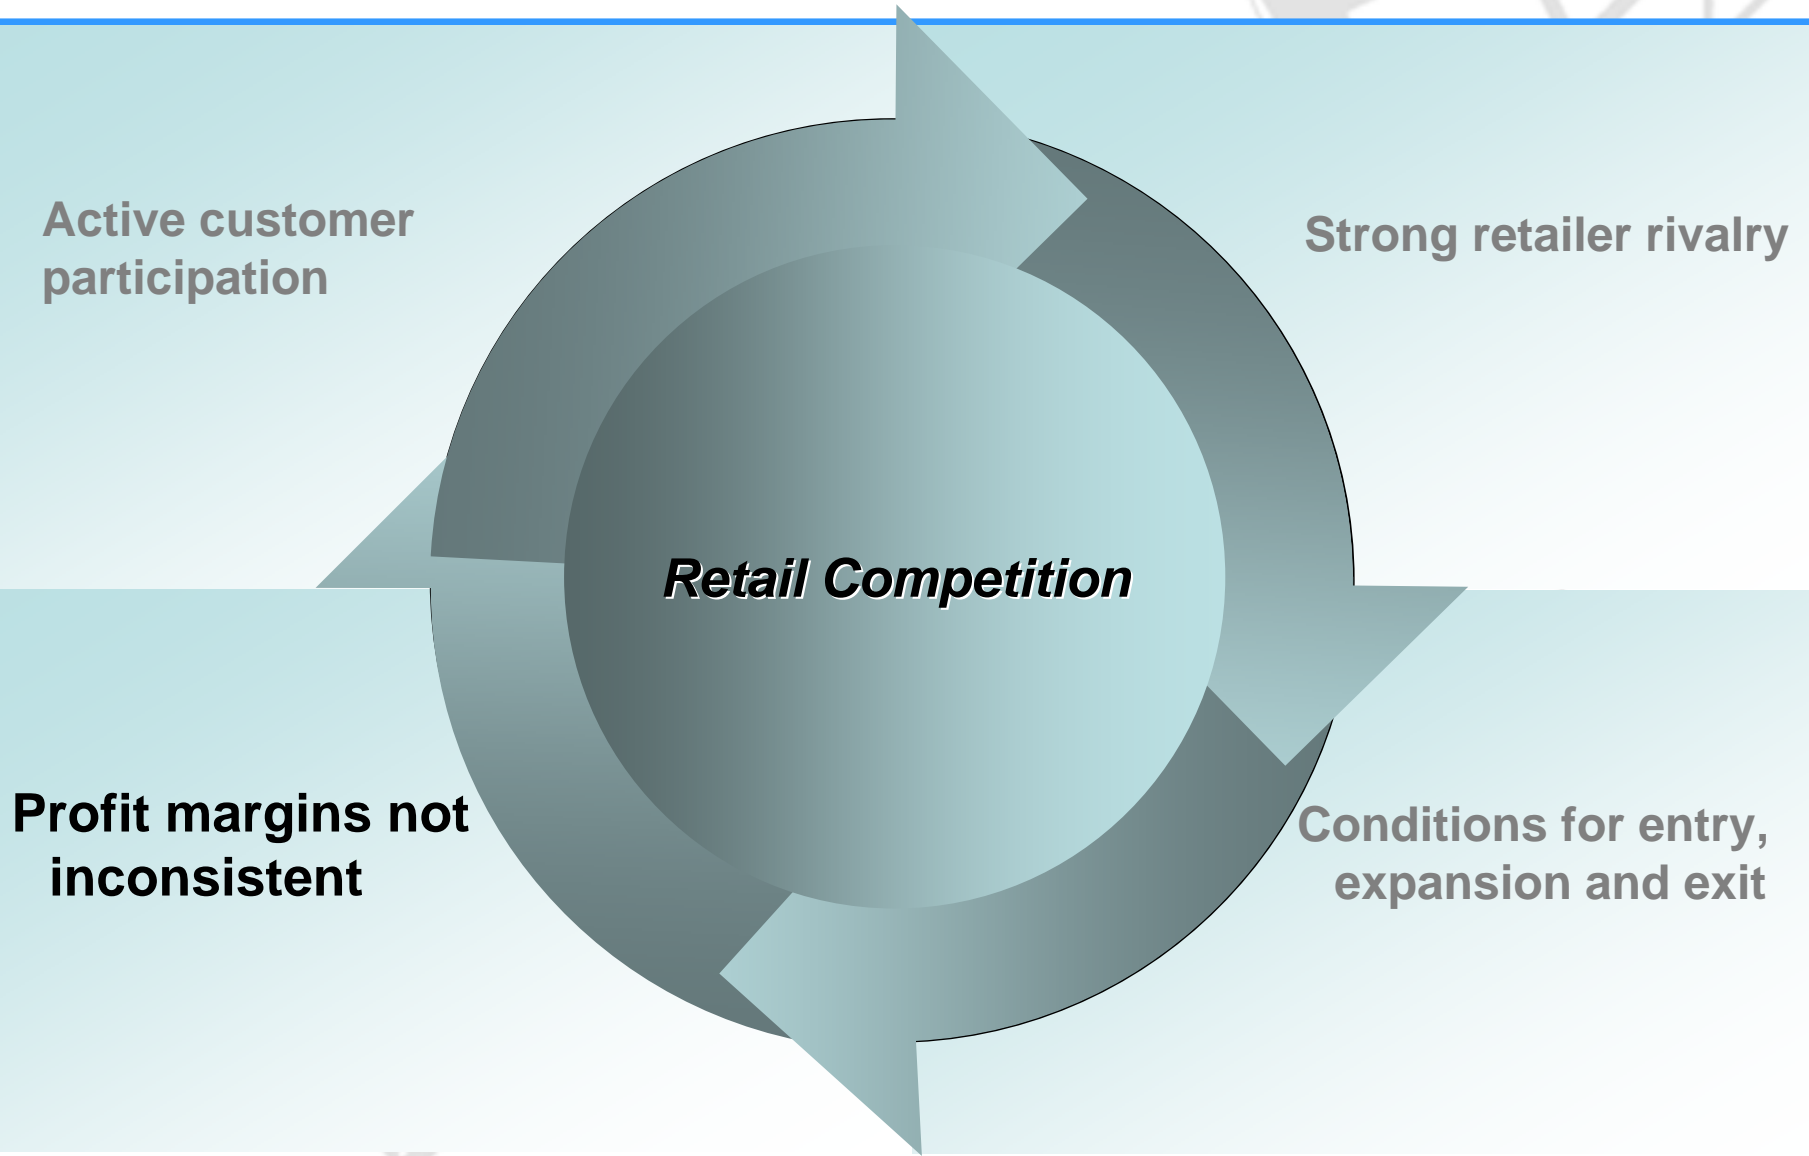 Active customer
participation
Strong retailer rivalry
Retail Competition
Profit margins not
inconsistent
Conditions for entry,
expansion and exit